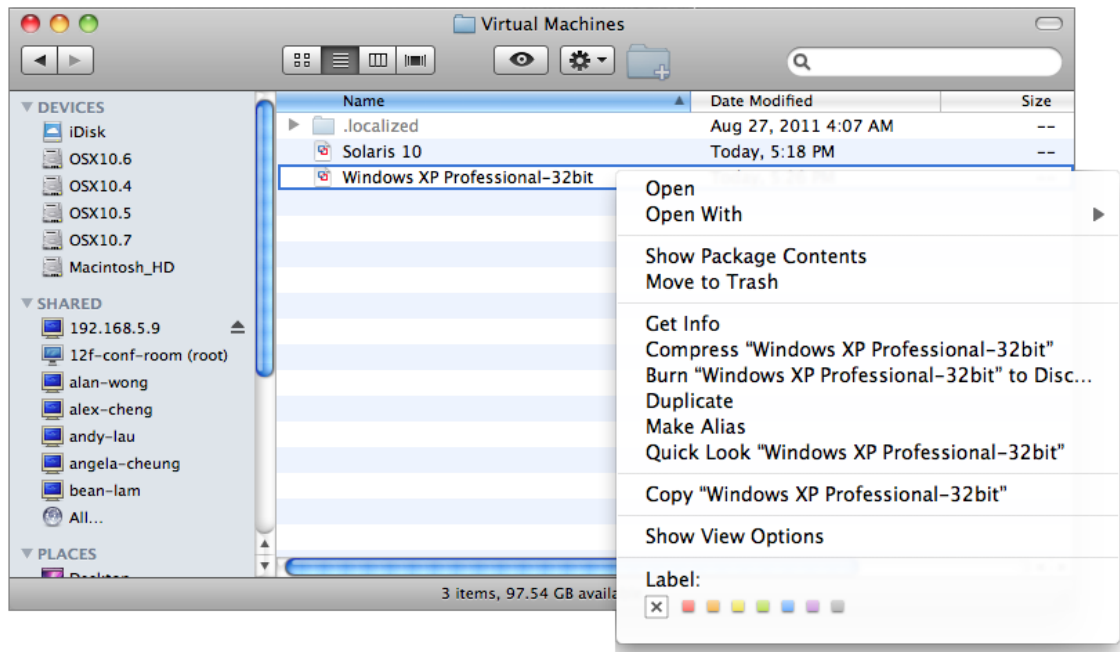 Virtual Machines
Name Date Modified Size
DEVICES
iDisk
OSX10.6
OSX10.4
OSX10.5
OSX10.7
Macintosh_HD
SHARED
192.168.5.9
12f-conf-room (root)
alan-wong
alex-cheng
andy-lau
angela-cheung
bean-lam
All...
PLACES
Desktop
.localized Aug 27, 2011 4:07 AM --
Solaris 10 Today, 5:18 PM --
Windows XP Professional-32bit
Open
Open With
Show Package Contents
Move to Trash
Get Info
Compress “Windows XP Professional-32bit”
Burn “Windows XP Professional-32bit” to Disc...
Duplicate
Make Alias
Quick Look “Windows XP Professional-32bit”
Copy “Windows XP Professional-32bit”
Show View Options
Label:
3 items, 97.54 GB